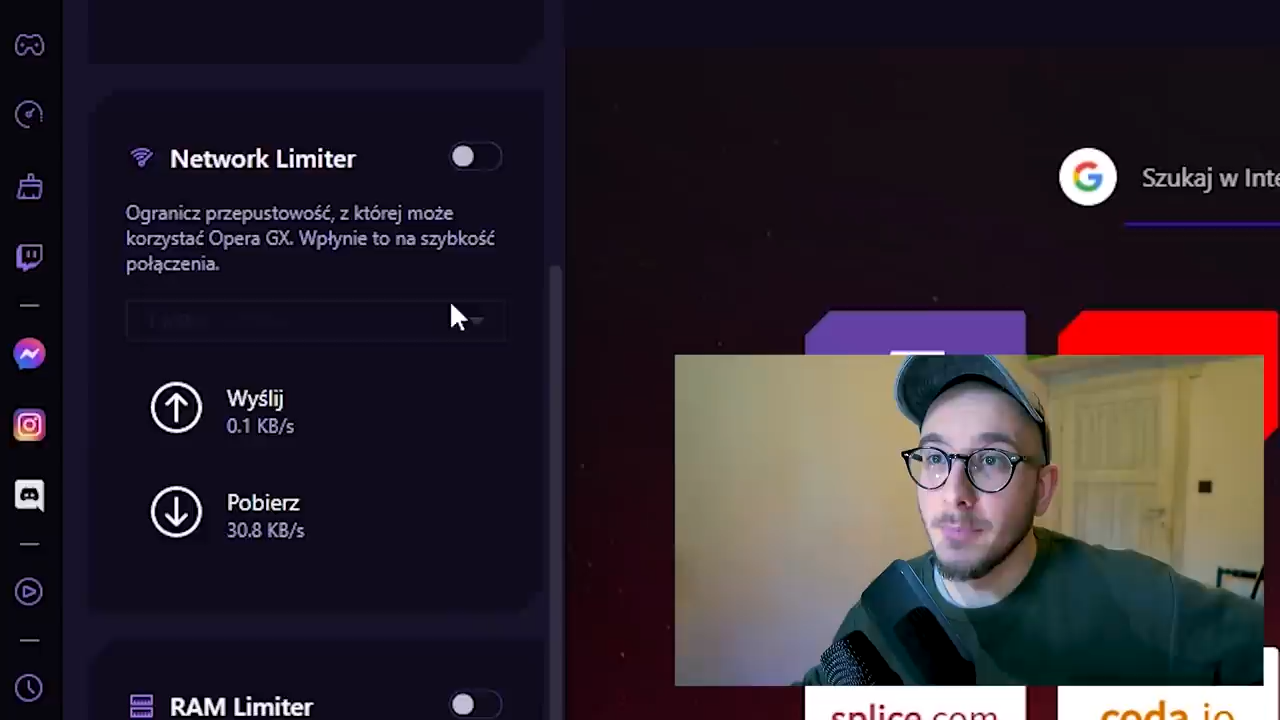 Network Limiter
Ogranicz przepustowość, z której może
korzystać Opera GX. Wpłynie to na szybkość
połączenia.
Wyślij
0.1 KB/s
Pobierz
30.8 KB/s
RAM Limiter
Szukaj w Inte
splice.com
coda.io